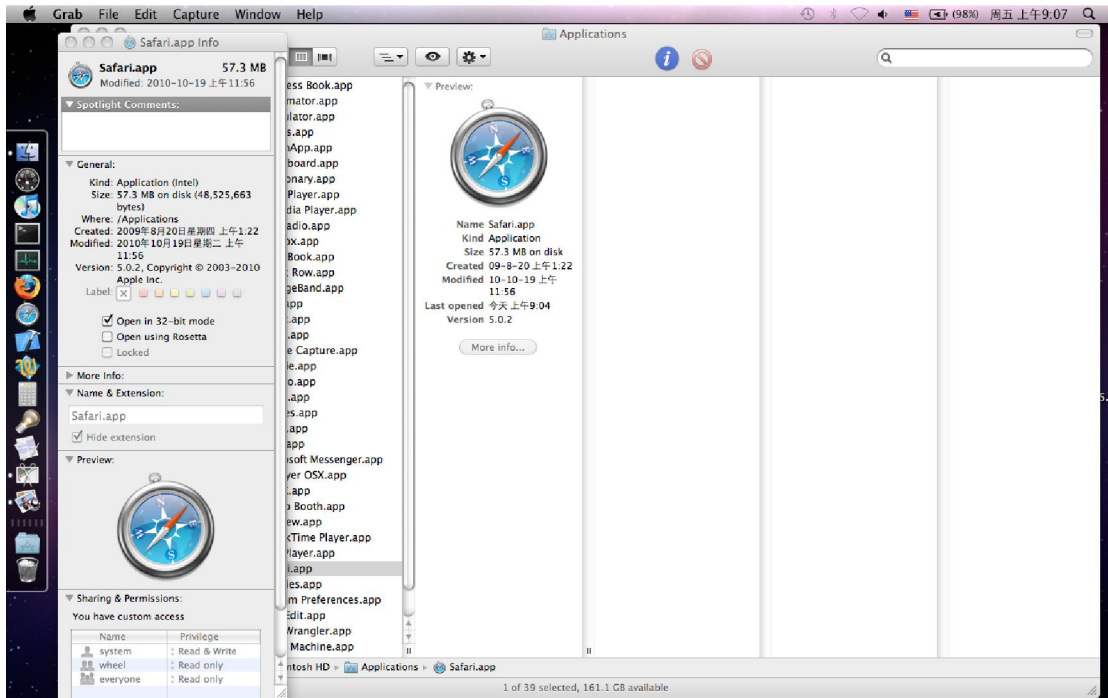 Grab File Edit Capture Window Help
(98%) 周五 上午9:07
Safari.app Info
Safari.app 57.3 MB
Modified: 2010-10-19 上午11:56
Spotlight Comments:
General:
Kind: Application (Intel)
Size: 57.3 MB on disk (48,525,663
bytes)
Where: /Applications
Created: 2009年8月20日星期四 上午1:22
Modified: 2010年10月19日星期二 上午
11:56
Version: 5.0.2, Copyright © 2003-2010
Apple Inc.
Label:
Open in 32-bit mode
Open using Rosetta
Locked
More Info:
Name & Extension:
Safari.app
Hide extension
Preview:
Sharing & Permissions:
You have custom access
Name Privilege
system Read & Write
wheel Read only
everyone Read only
Applications
ess Book.app
mator.app
ılator.app
s.app
App.app
board.app
onary.app
Player.app
dia Player.app
adio.app
ox.app
Book.app
Row.app
geBand.app
app
.app
.app
e Capture.app
ie.app
o.app
.app
es.app
.app
app
soft Messenger.app
yer OSX.app
.app
o Booth.app
ew.app
kTime Player.app
Player.app
i.app
ies.app
m Preferences.app
Edit.app
Wrangler.app
Machine.app
Preview:
Name Safari.app
Kind Application
Size 57.3 MB on disk
Created 09-8-20 上午1:22
Modified 10-10-19 上午
11:56
Last opened 今天 上午9:04
Version 5.0.2
More info...
ntosh HD Applications Safari.app
1 of 39 selected, 161.1 GB available